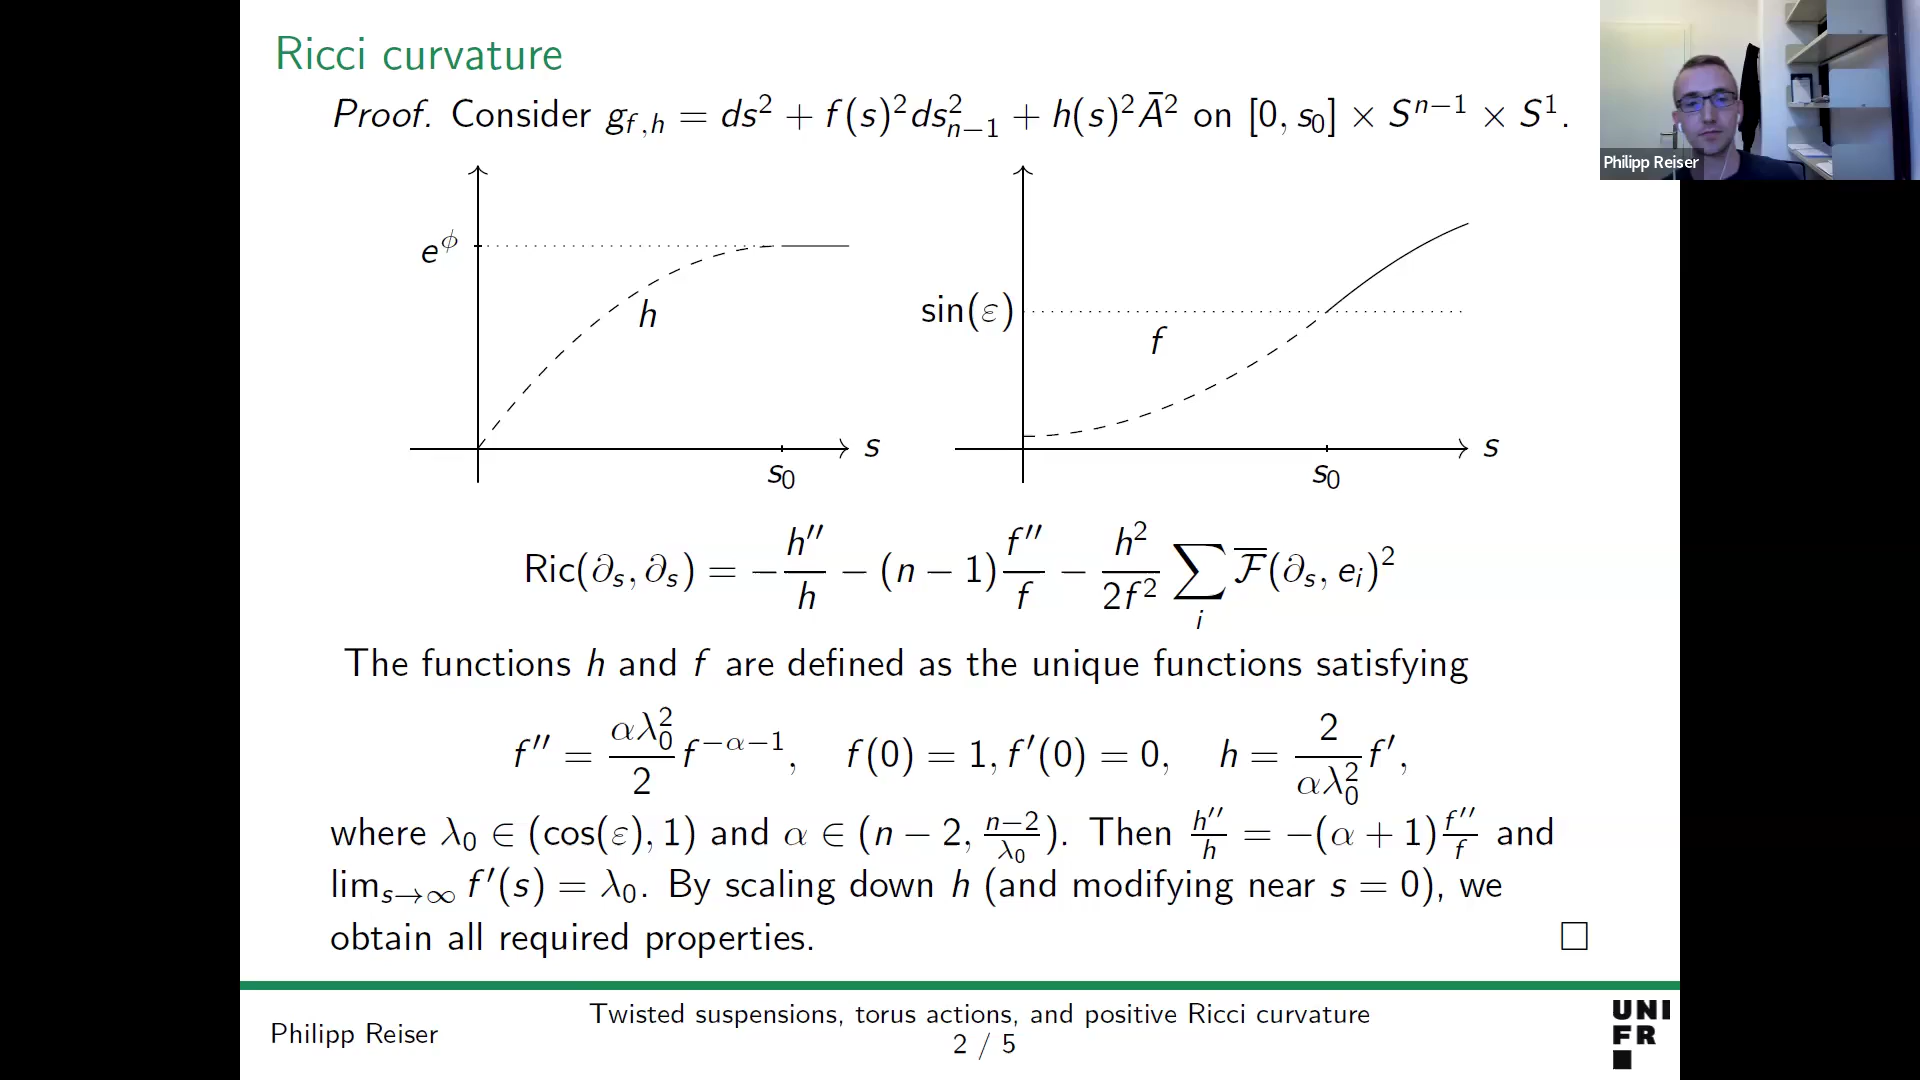 Ricci curvature
Proof. Consider g_{f,h} = ds² + f(s)²ds²_{n−1} + h(s)²Ā² on [0, s₀] × S^{n−1} × S¹.
Philipp Reiser
e^ϕ
h
s
s₀
sin(ε)
f
s
s₀
Ric(∂ₛ, ∂ₛ) = −h″/h − (n − 1) f″/f − h²/2f² ∑_i \overline{ℱ}(∂ₛ, e_i)²
The functions h and f are defined as the unique functions satisfying
f″ = αλ₀²/2 f^{−α−1}, f(0) = 1, f′(0) = 0, h = 2/αλ₀² f′,
where λ₀ ∈ (cos(ε), 1) and α ∈ (n − 2, n−2/λ₀). Then h″/h = −(α + 1) f″/f and
lim_{s→∞} f′(s) = λ₀. By scaling down h (and modifying near s = 0), we
obtain all required properties. □
Philipp Reiser
Twisted suspensions, torus actions, and positive Ricci curvature
2 / 5
UNI
FR